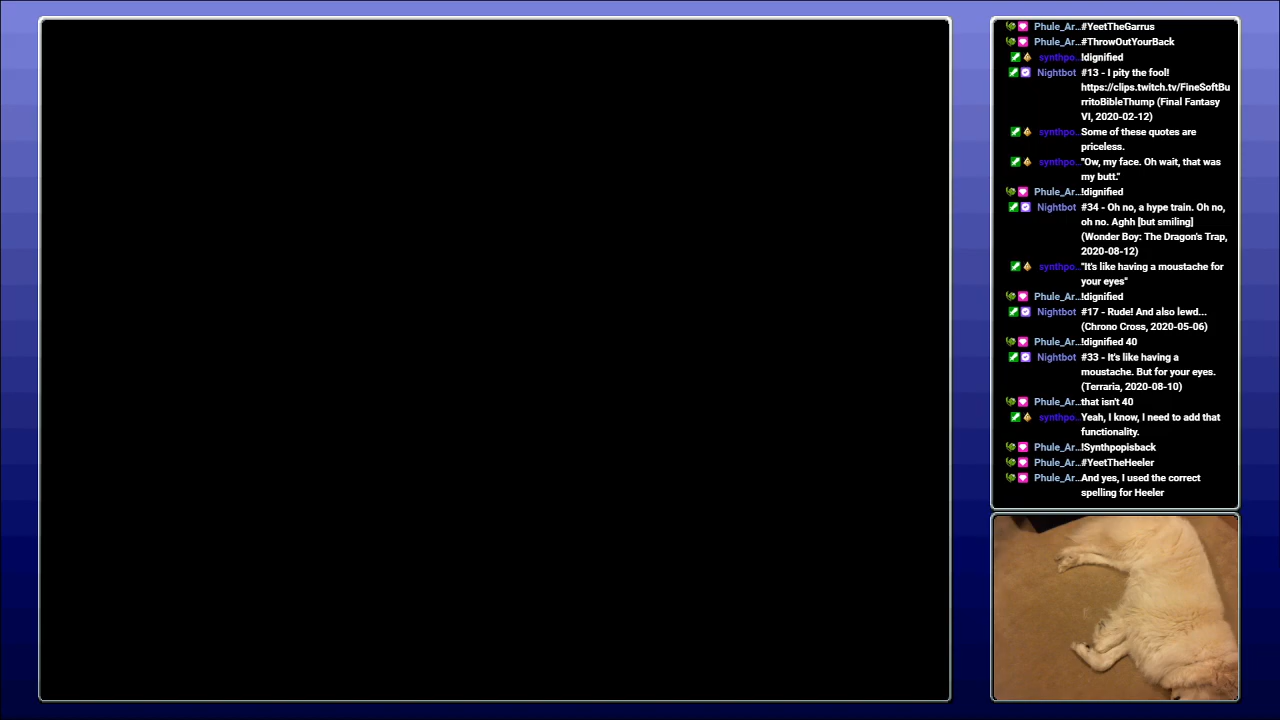 Phule_Ar... #YeetTheGarrus
Phule_Ar... #ThrowOutYourBack
synthpo... !dignified
Nightbot #13 - I pity the fool!
https://clips.twitch.tv/FineSoftBu
rritoBibleThump (Final Fantasy
VI, 2020-02-12)
synthpo... Some of these quotes are
priceless.
synthpo... "Ow, my face. Oh wait, that was
my butt."
Phule_Ar... !dignified
Nightbot #34 - Oh no, a hype train. Oh no,
oh no. Aghh [but smiling]
(Wonder Boy: The Dragon's Trap,
2020-08-12)
synthpo... "It's like having a moustache for
your eyes"
Phule_Ar... !dignified
Nightbot #17 - Rude! And also lewd...
(Chrono Cross, 2020-05-06)
Phule_Ar... !dignified 40
Nightbot #33 - It's like having a
moustache. But for your eyes.
(Terraria, 2020-08-10)
Phule_Ar... that isn't 40
synthpo... Yeah, I know, I need to add that
functionality.
Phule_Ar... !Synthpopisback
Phule_Ar... #YeetTheHeeler
Phule_Ar... And yes, I used the correct
spelling for Heeler